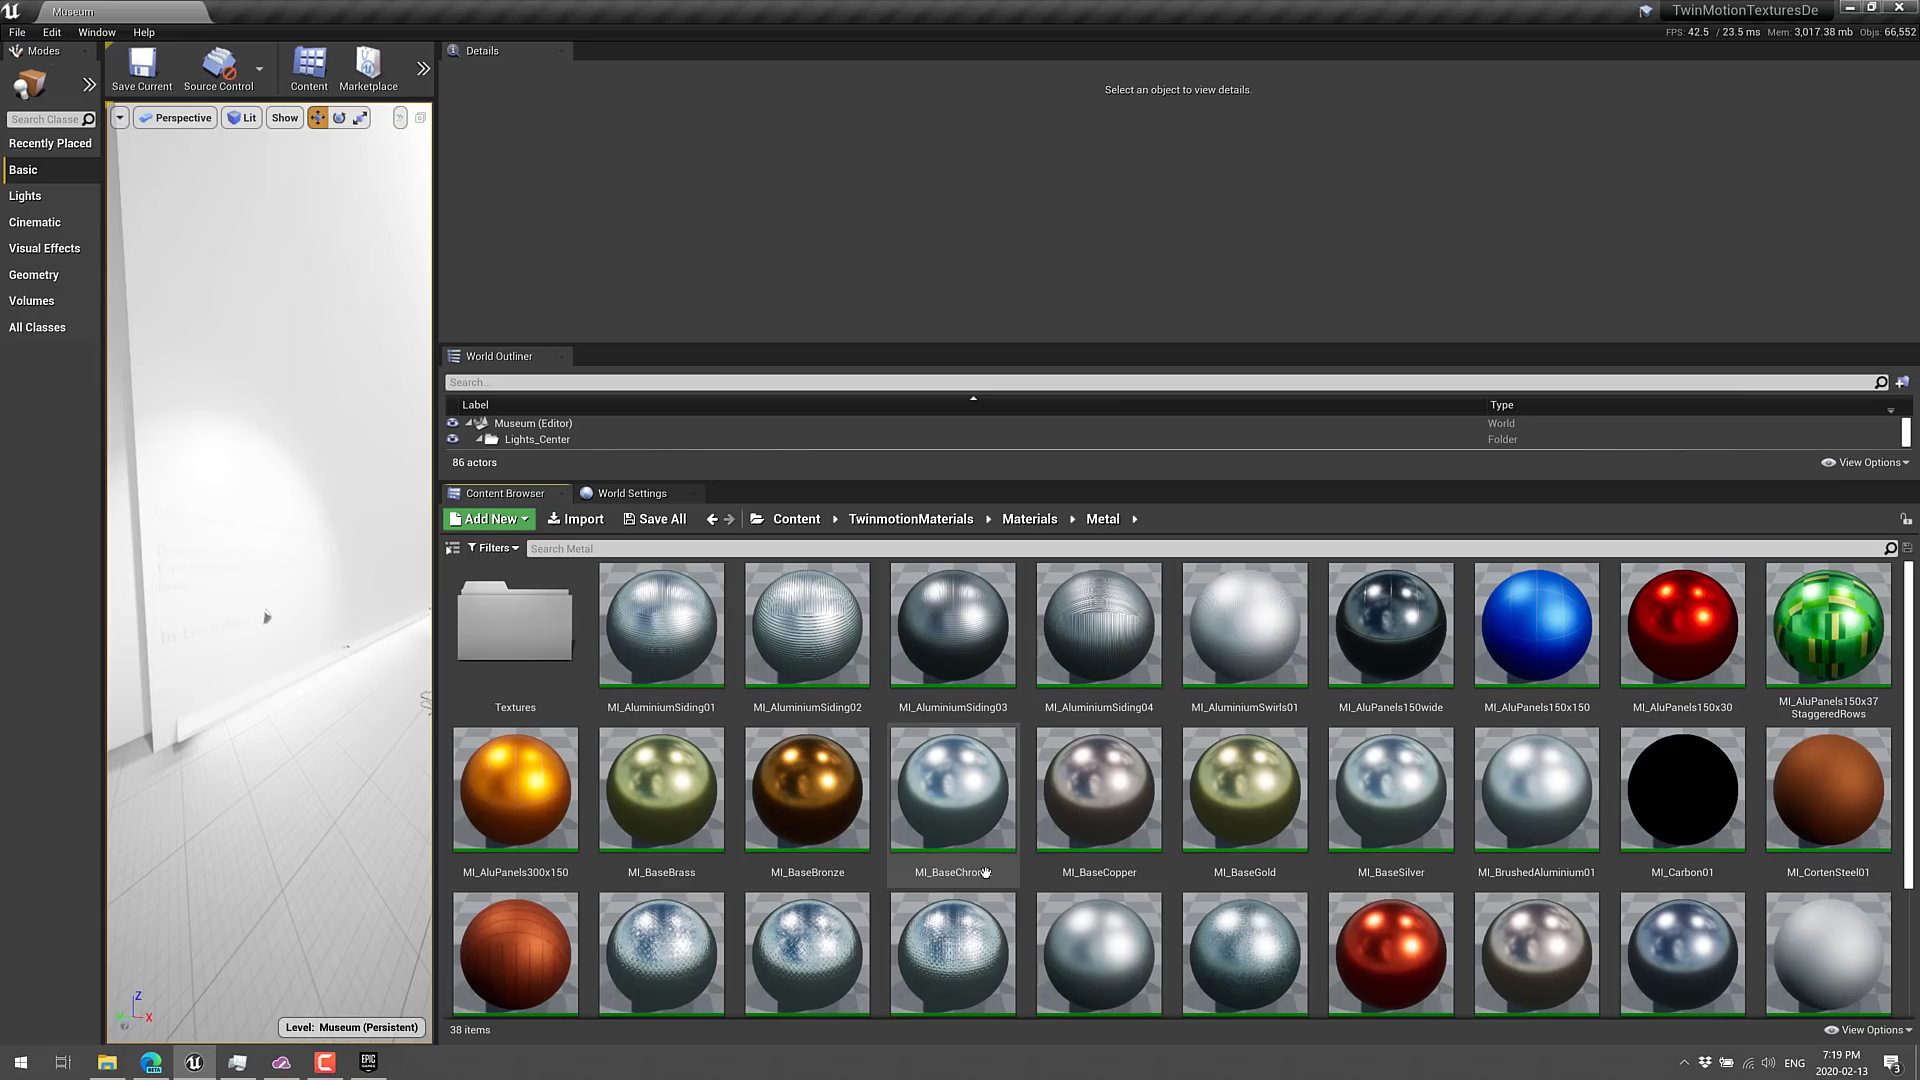 Museum
TwinMotionTexturesDe
File Edit Window Help
FPS: 42.5 / 23.5 ms Mem: 3,017.38 mb Objs: 66,552
Modes
Save Current Source Control Content Marketplace
Details
Select an object to view details.
Search Classe
Perspective Lit Show
Recently Placed
Basic
Lights
Cinematic
Visual Effects
Geometry
Volumes
All Classes
World Outliner
Search...
Label Type
Museum (Editor) World
Lights_Center Folder
86 actors View Options
Content Browser World Settings
Add New Import Save All Content TwinmotionMaterials Materials Metal
Filters Search Metal
Textures MI_AluminiumSiding01 MI_AluminiumSiding02 MI_AluminiumSiding03 MI_AluminiumSiding04 MI_AluminiumSwirls01 MI_AluPanels150wide MI_AluPanels150x150 MI_AluPanels150x30 MI_AluPanels150x37
StaggeredRows
MI_AluPanels300x150 MI_BaseBrass MI_BaseBronze MI_BaseChrom MI_BaseCopper MI_BaseGold MI_BaseSilver MI_BrushedAluminium01 MI_Carbon01 MI_CortenSteel01
Z
X
Level: Museum (Persistent)
38 items View Options
BETA
EPIC
GAMES
ENG
7:19 PM
2020-02-13
3